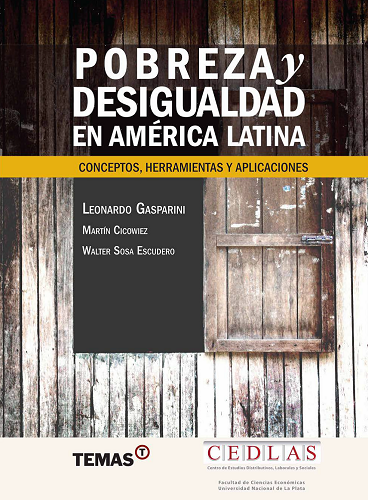 POBREZA y
DESIGUALDAD
EN AMÉRICA LATINA
CONCEPTOS, HERRAMIENTAS Y APLICACIONES
LEONARDO GASPARINI
MARTÍN CICOWIEZ
WALTER SOSA ESCUDERO
TEMAS T
CEDLAS
Centro de Estudios Distributivos, Laborales y Sociales
Facultad de Ciencias Económicas
Universidad Nacional de La Plata